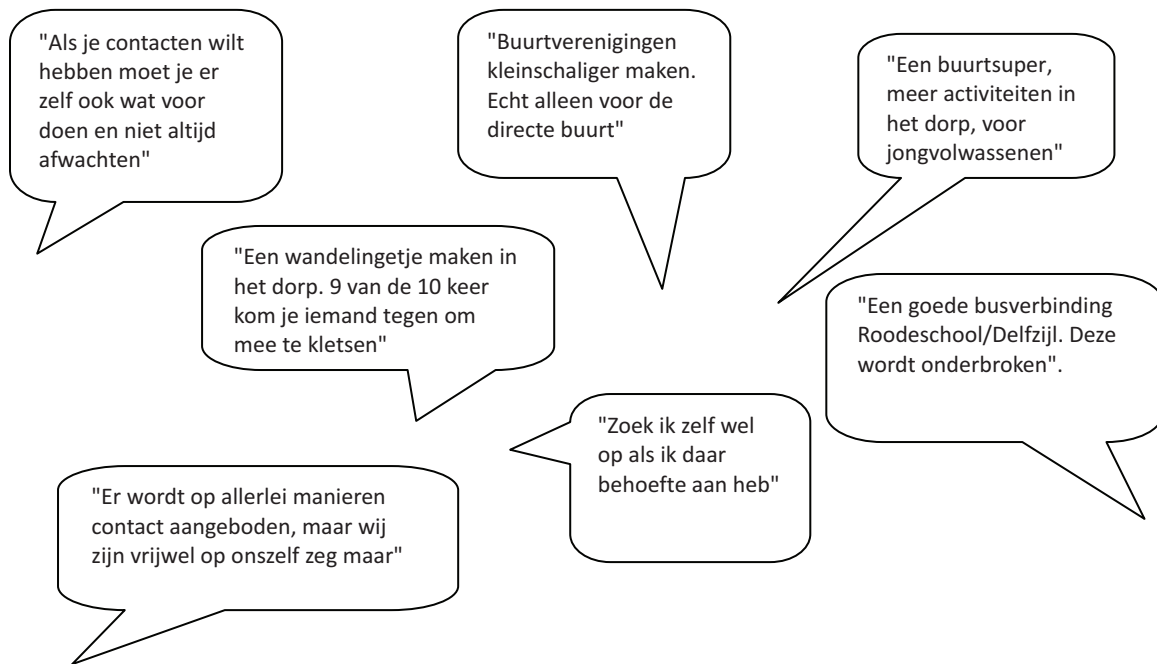 "Als je contacten wilt
hebben moet je er
zelf ook wat voor
doen en niet altijd
afwachten"
"Buurtverenigingen
kleinschaliger maken.
Echt alleen voor de
directe buurt"
"Een buurtsuper,
meer activiteiten in
het dorp, voor
jongvolwassenen"
"Een wandelingetje maken in
het dorp. 9 van de 10 keer
kom je iemand tegen om
mee te kletsen"
"Een goede busverbinding
Roodeschool/Delfzijl. Deze
wordt onderbroken".
"Zoek ik zelf wel
op als ik daar
behoefte aan heb"
"Er wordt op allerlei manieren
contact aangeboden, maar wij
zijn vrijwel op onszelf zeg maar"